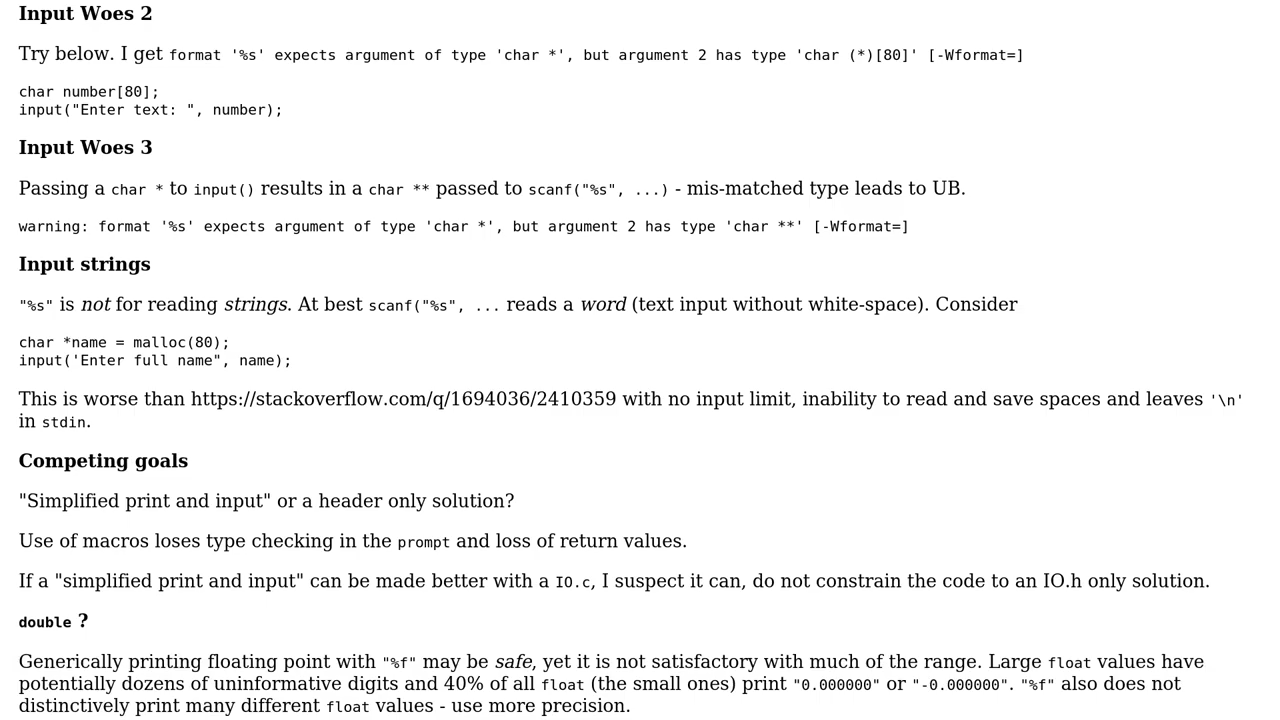 Input Woes 2
Try below. I get format '%s' expects argument of type 'char *', but argument 2 has type 'char (*)[80]' [-Wformat=]
char number[80];
input("Enter text: ", number);
Input Woes 3
Passing a char * to input() results in a char ** passed to scanf("%s", ...) - mis-matched type leads to UB.
warning: format '%s' expects argument of type 'char *', but argument 2 has type 'char **' [-Wformat=]
Input strings
"%s" is not for reading strings. At best scanf("%s", ... reads a word (text input without white-space). Consider
char *name = malloc(80);
input('Enter full name", name);
This is worse than https://stackoverflow.com/q/1694036/2410359 with no input limit, inability to read and save spaces and leaves '\n'
in stdin.
Competing goals
"Simplified print and input" or a header only solution?
Use of macros loses type checking in the prompt and loss of return values.
If a "simplified print and input" can be made better with a IO.c, I suspect it can, do not constrain the code to an IO.h only solution.
double ?
Generically printing floating point with "%f" may be safe, yet it is not satisfactory with much of the range. Large float values have
potentially dozens of uninformative digits and 40% of all float (the small ones) print "0.000000" or "-0.000000". "%f" also does not
distinctively print many different float values - use more precision.